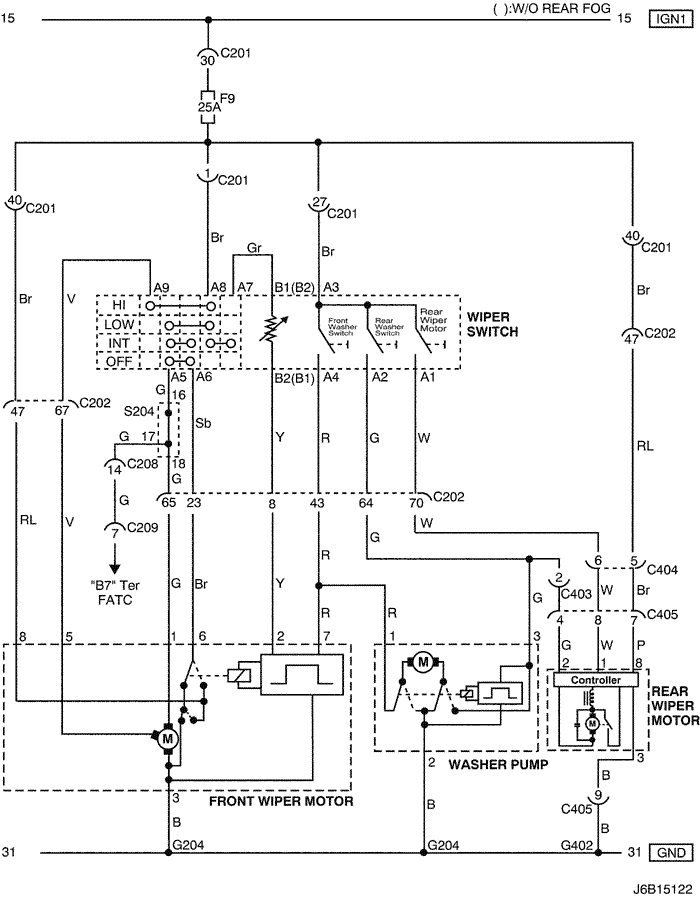 ( ):W/O REAR FOG
15 15 IGN1
30 C201
25A F9
40 C201 1 C201 27 C201 40 C201
Br V Br Gr Br Br
A9 A8 A7 B1(B2) A3
HI
LOW
INT
OFF
Front Washer Switch
Rear Washer Switch
Rear Wiper Motor
WIPER SWITCH
47 C202
A5 A6 B2(B1) A4 A2 A1
G 16
47 67 C202
S204
Sb
G 17
14 C208
18
G
Y R G W
RL
65 23 8 43 64 70 C202
G
7 C209
"B7" Ter
FATC
RL V G Br Y R G W
6 5 C404
2 C403
W Br
4 8 7 C405
R R G
8 5 1 6 2 7 1 3
G W P
2 1 8
Controller
M
M
M
REAR WIPER MOTOR
3
2
WASHER PUMP
3
FRONT WIPER MOTOR
B B B
9 C405
B
31 G204 G204 G402 31 GND
J6B15122